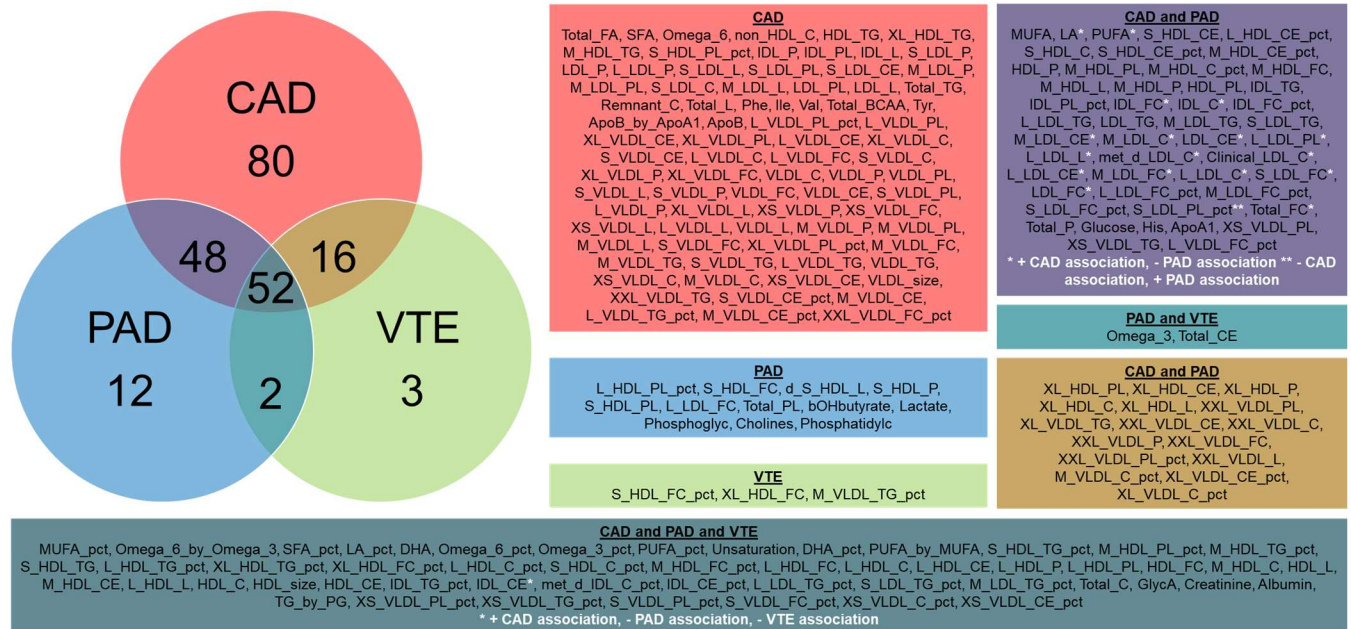 CAD
80
48
52
16
PAD
12
2
VTE
3
CAD
Total_FA, SFA, Omega_6, non_HDL_C, HDL_TG, XL_HDL_TG,
M_HDL_TG, S_HDL_PL_pct, IDL_P, IDL_PL, IDL_L, S_LDL_P,
LDL_P, L_LDL_P, S_LDL_L, S_LDL_PL, S_LDL_CE, M_LDL_P,
M_LDL_PL, S_LDL_C, M_LDL_L, LDL_PL, LDL_L, Total_TG,
Remnant_C, Total_L, Phe, Ile, Val, Total_BCAA, Tyr,
ApoB_by_ApoA1, ApoB, L_VLDL_PL_pct, L_VLDL_PL,
XL_VLDL_CE, XL_VLDL_PL, L_VLDL_CE, XL_VLDL_C,
S_VLDL_CE, L_VLDL_C, L_VLDL_FC, S_VLDL_C,
XL_VLDL_P, XL_VLDL_FC, VLDL_C, VLDL_P, VLDL_PL,
S_VLDL_L, S_VLDL_P, VLDL_FC, VLDL_CE, S_VLDL_PL,
L_VLDL_P, XL_VLDL_L, XS_VLDL_P, XS_VLDL_FC,
XS_VLDL_L, L_VLDL_L, VLDL_L, M_VLDL_P, M_VLDL_PL,
M_VLDL_L, S_VLDL_FC, XL_VLDL_PL_pct, M_VLDL_FC,
M_VLDL_TG, S_VLDL_TG, L_VLDL_TG, VLDL_TG,
XS_VLDL_C, M_VLDL_C, XS_VLDL_CE, VLDL_size,
XXL_VLDL_TG, S_VLDL_CE_pct, M_VLDL_CE,
L_VLDL_TG_pct, M_VLDL_CE_pct, XXL_VLDL_FC_pct
CAD and PAD
MUFA, LA*, PUFA*, S_HDL_CE, L_HDL_CE_pct,
S_HDL_C, S_HDL_CE_pct, M_HDL_CE_pct,
HDL_P, M_HDL_PL, M_HDL_C_pct, M_HDL_FC,
M_HDL_L, M_HDL_P, HDL_PL, IDL_TG,
IDL_PL_pct, IDL_FC*, IDL_C*, IDL_FC_pct,
L_LDL_TG, LDL_TG, M_LDL_TG, S_LDL_TG,
M_LDL_CE*, M_LDL_C*, LDL_CE*, L_LDL_PL*,
L_LDL_L*, met_d_LDL_C*, Clinical_LDL_C*,
L_LDL_CE*, M_LDL_FC*, L_LDL_C*, S_LDL_FC*,
LDL_FC*, L_LDL_FC_pct, M_LDL_FC_pct,
S_LDL_FC_pct, S_LDL_PL_pct**, Total_FC*,
Total_P, Glucose, His, ApoA1, XS_VLDL_PL,
XS_VLDL_TG, L_VLDL_FC_pct
* + CAD association, - PAD association ** - CAD
association, + PAD association
PAD and VTE
Omega_3, Total_CE
PAD
L_HDL_PL_pct, S_HDL_FC, d_S_HDL_L, S_HDL_P,
S_HDL_PL, L_LDL_FC, Total_PL, bOHbutyrate, Lactate,
Phosphoglyc, Cholines, Phosphatidylc
CAD and PAD
XL_HDL_PL, XL_HDL_CE, XL_HDL_P,
XL_HDL_C, XL_HDL_L, XXL_VLDL_PL,
XL_VLDL_TG, XXL_VLDL_CE, XXL_VLDL_C,
XXL_VLDL_P, XXL_VLDL_FC,
XXL_VLDL_PL_pct, XXL_VLDL_L,
M_VLDL_C_pct, XL_VLDL_CE_pct,
XL_VLDL_C_pct
VTE
S_HDL_FC_pct, XL_HDL_FC, M_VLDL_TG_pct
CAD and PAD and VTE
MUFA_pct, Omega_6_by_Omega_3, SFA_pct, LA_pct, DHA, Omega_6_pct, Omega_3_pct, PUFA_pct, Unsaturation, DHA_pct, PUFA_by_MUFA, S_HDL_TG_pct, M_HDL_PL_pct, M_HDL_TG_pct,
S_HDL_TG, L_HDL_TG_pct, XL_HDL_TG_pct, XL_HDL_FC_pct, L_HDL_C_pct, S_HDL_C_pct, M_HDL_FC_pct, L_HDL_FC, L_HDL_C, L_HDL_CE, L_HDL_P, L_HDL_PL, HDL_FC, M_HDL_C, HDL_L,
M_HDL_CE, L_HDL_L, HDL_C, HDL_size, HDL_CE, IDL_TG_pct, IDL_CE*, met_d_IDL_C_pct, IDL_CE_pct, L_LDL_TG_pct, S_LDL_TG_pct, M_LDL_TG_pct, Total_C, GlycA, Creatinine, Albumin,
TG_by_PG, XS_VLDL_PL_pct, XS_VLDL_TG_pct, S_VLDL_PL_pct, S_VLDL_FC_pct, XS_VLDL_C_pct, XS_VLDL_CE_pct
* + CAD association, - PAD association, - VTE association